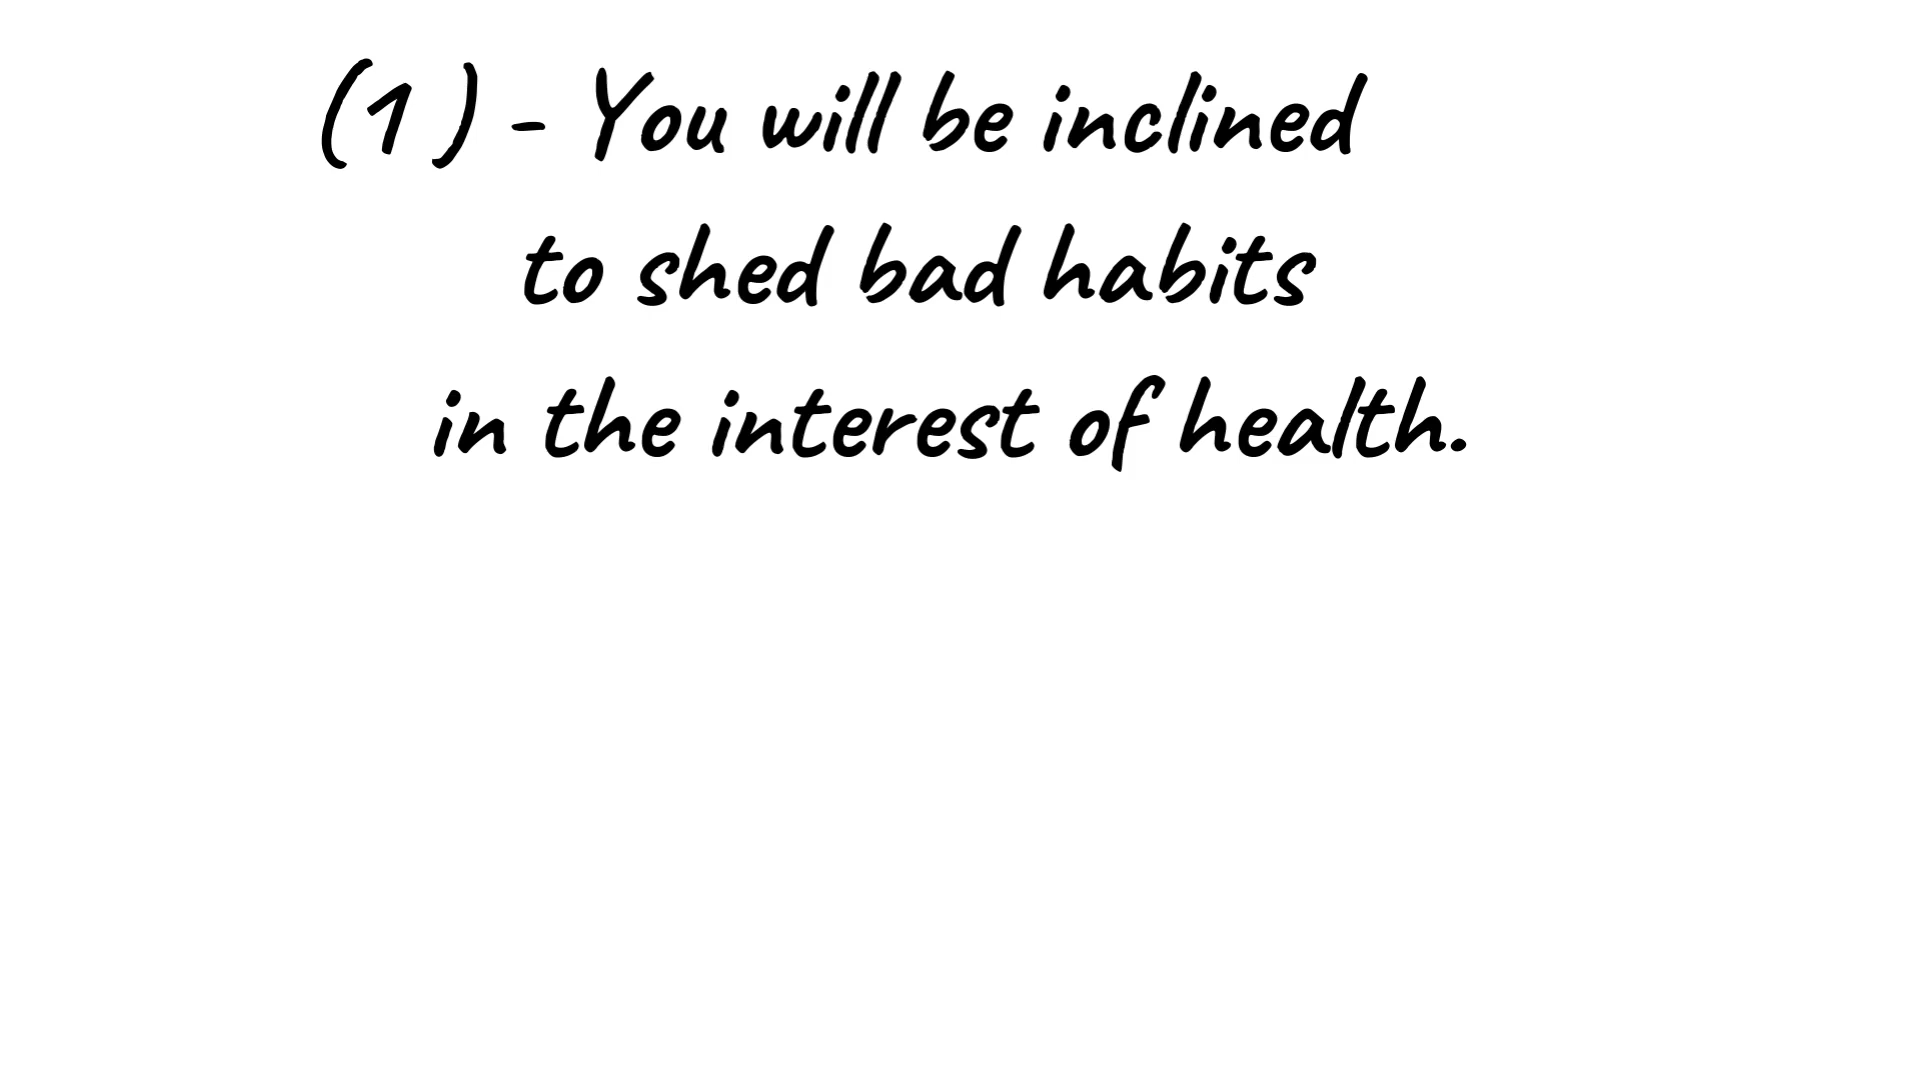 (1 ) - You will be inclined
to shed bad habits
in the interest of health.